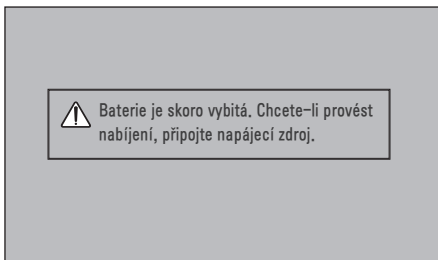 Baterie je skoro vybitá. Chcete-li provést
nabíjení, připojte napájecí zdroj.